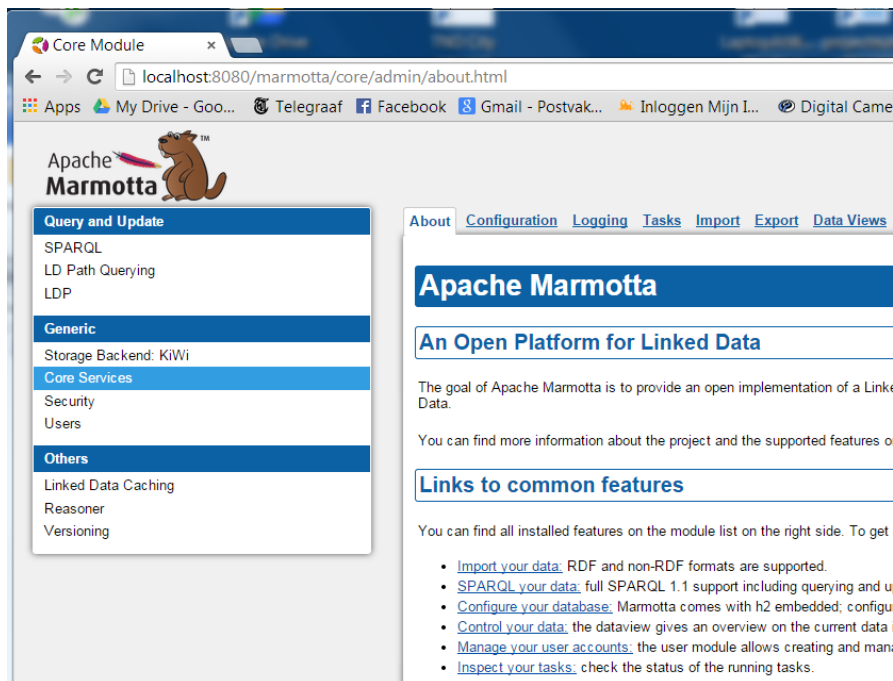 Core Module ×
localhost:8080/marmotta/core/admin/about.html
Apps My Drive - Goo... Telegraaf Facebook Gmail - Postvak... Inloggen Mijn I... Digital Came
Apache
Marmotta TM
Query and Update
SPARQL
LD Path Querying
LDP
Generic
Storage Backend: KiWi
Core Services
Security
Users
Others
Linked Data Caching
Reasoner
Versioning
About Configuration Logging Tasks Import Export Data Views
Apache Marmotta
An Open Platform for Linked Data
The goal of Apache Marmotta is to provide an open implementation of a Linke
Data.
You can find more information about the project and the supported features o
Links to common features
You can find all installed features on the module list on the right side. To get
• Import your data: RDF and non-RDF formats are supported.
• SPARQL your data: full SPARQL 1.1 support including querying and u
• Configure your database: Marmotta comes with h2 embedded; configu
• Control your data: the dataview gives an overview on the current data
• Manage your user accounts: the user module allows creating and mana
• Inspect your tasks: check the status of the running tasks.